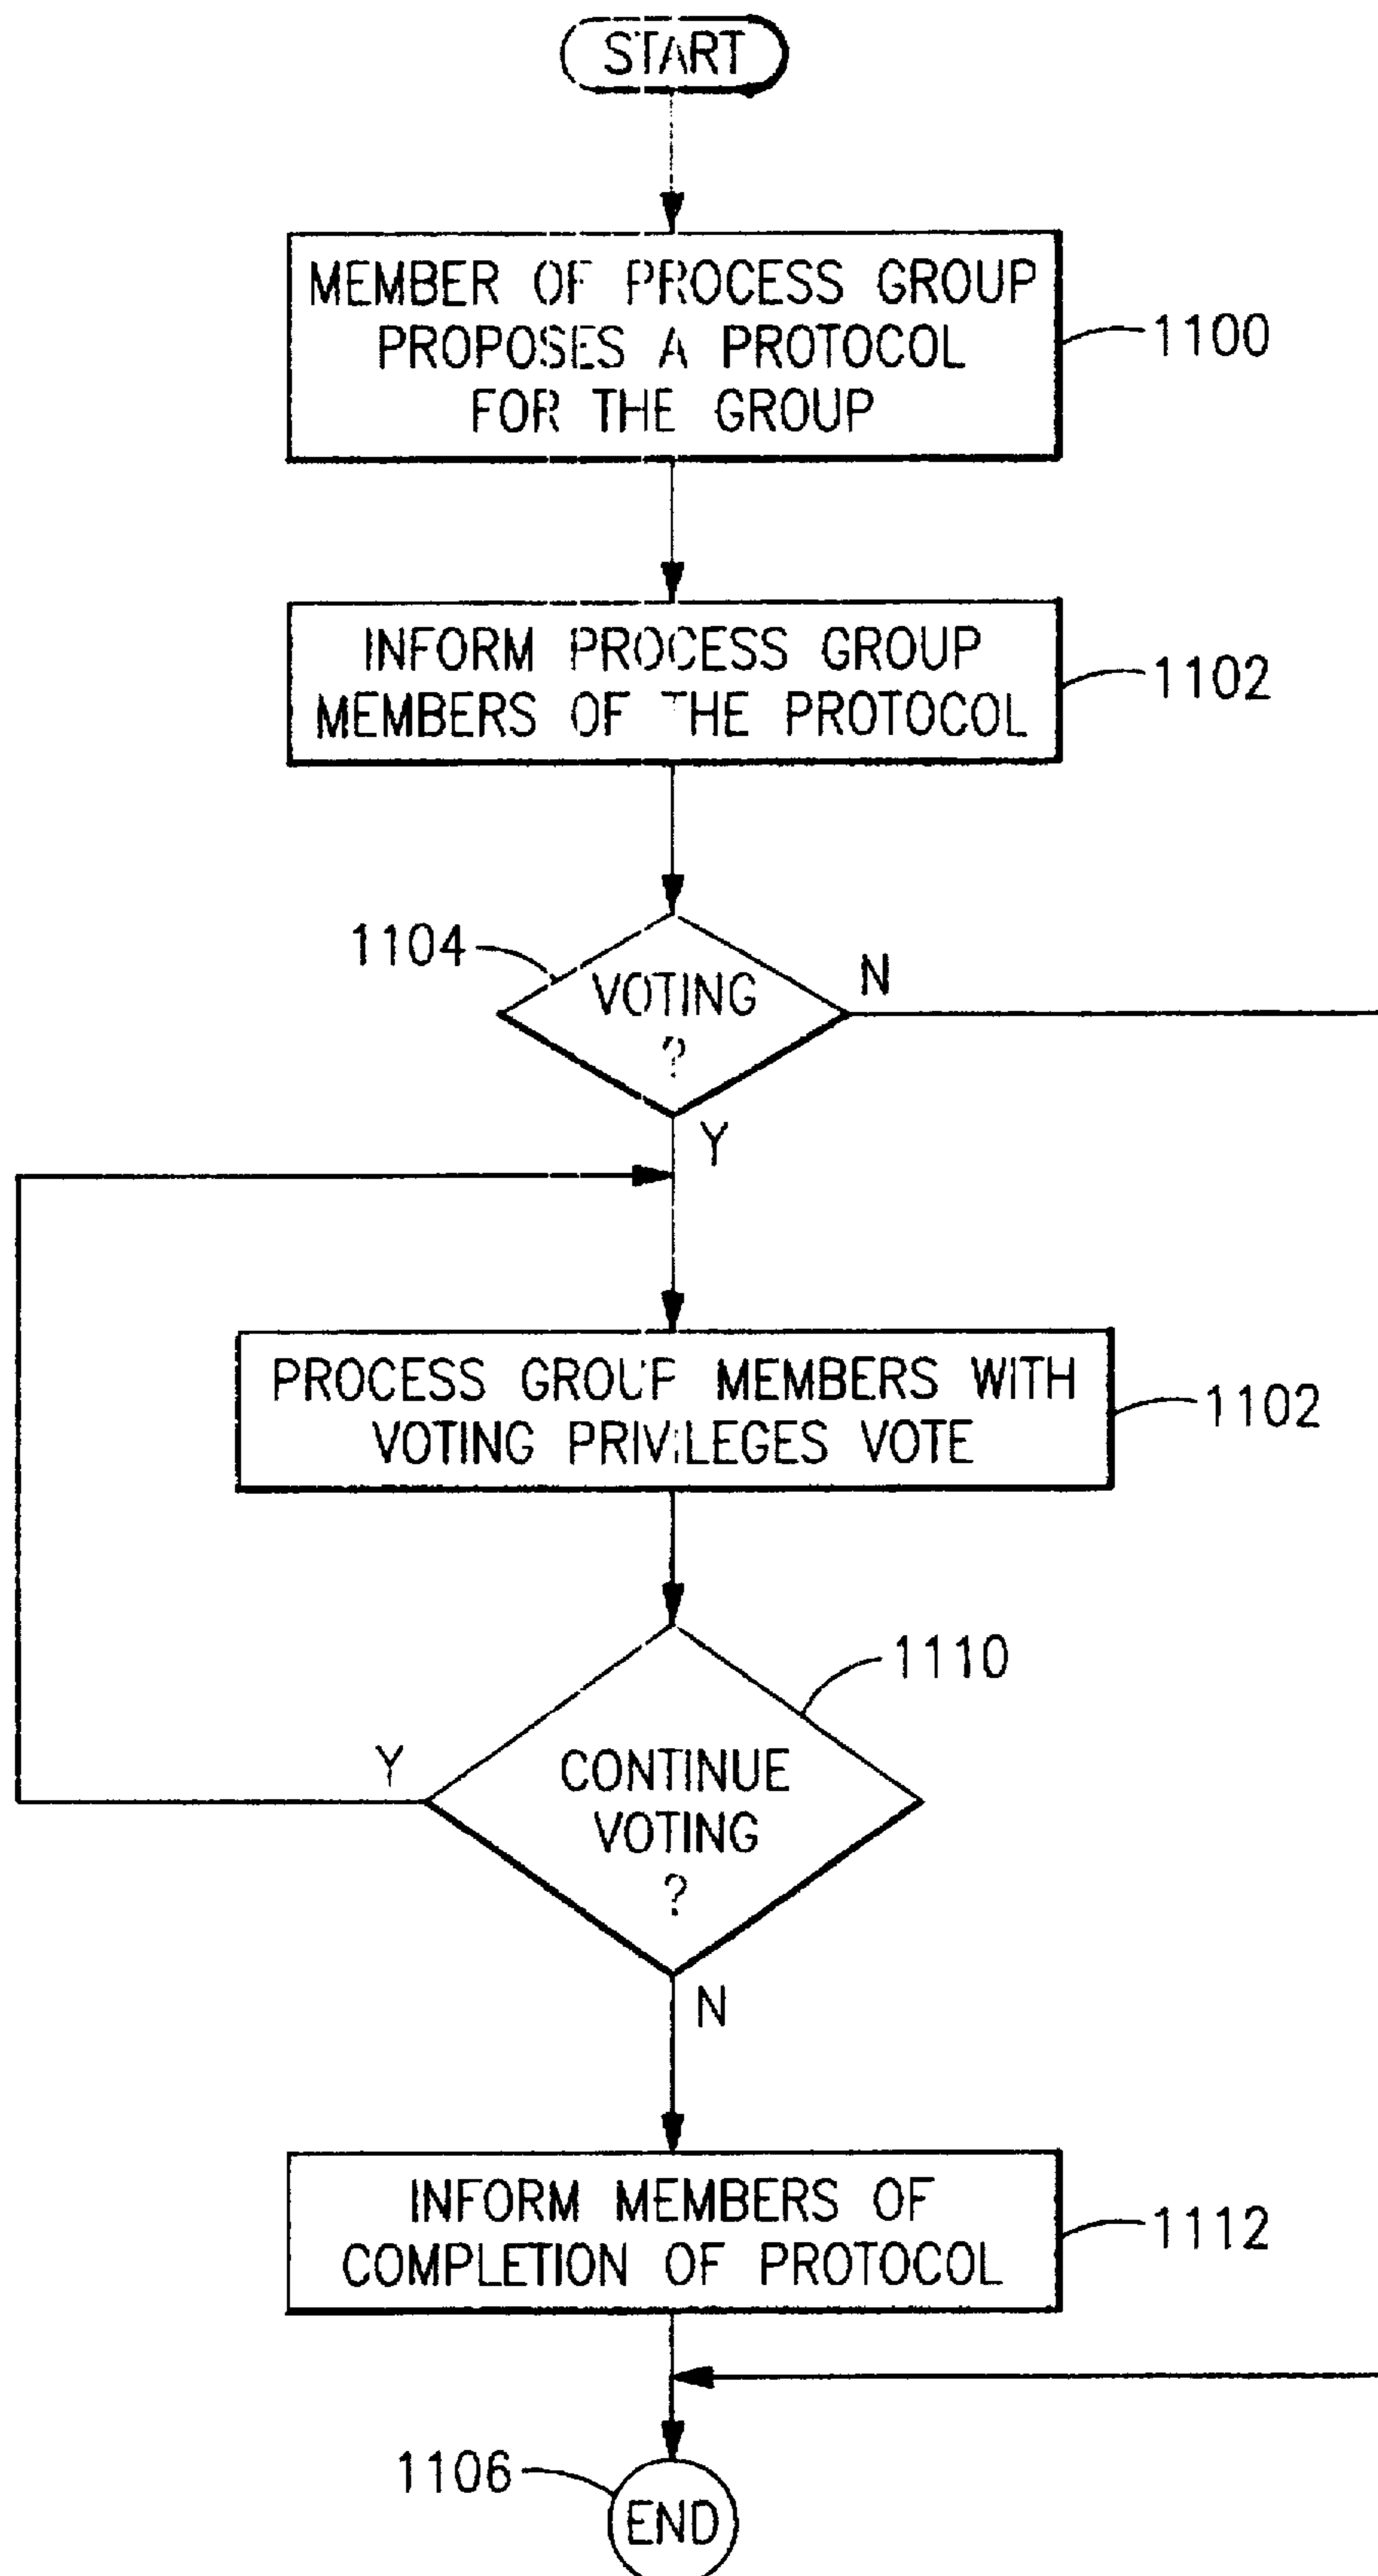 START
MEMBER OF PROCESS GROUP
PROPOSES A PROTOCOL
FOR THE GROUP
1100
INFORM PROCESS GROUP
MEMBERS OF THE PROTOCOL
1102
1104
VOTING
?
N
Y
PROCESS GROUP MEMBERS WITH
VOTING PRIVILEGES VOTE
1102
1110
Y
CONTINUE
VOTING
?
N
INFORM MEMBERS OF
COMPLETION OF PROTOCOL
1112
1106
END